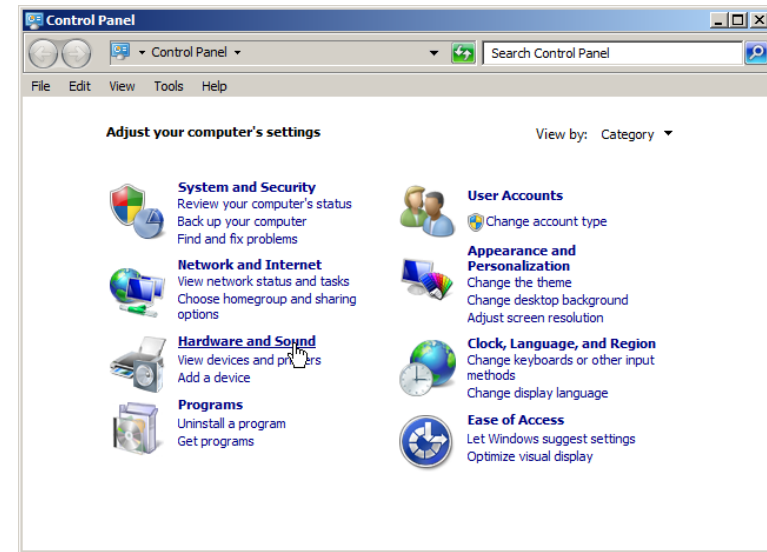 Control Panel
Control Panel
Search Control Panel
File Edit View Tools Help
Adjust your computer's settings
View by: Category
System and Security
Review your computer's status
Back up your computer
Find and fix problems
Network and Internet
View network status and tasks
Choose homegroup and sharing
options
Hardware and Sound
View devices and printers
Add a device
Programs
Uninstall a program
Get programs
User Accounts
Change account type
Appearance and
Personalization
Change the theme
Change desktop background
Adjust screen resolution
Clock, Language, and Region
Change keyboards or other input
methods
Change display language
Ease of Access
Let Windows suggest settings
Optimize visual display